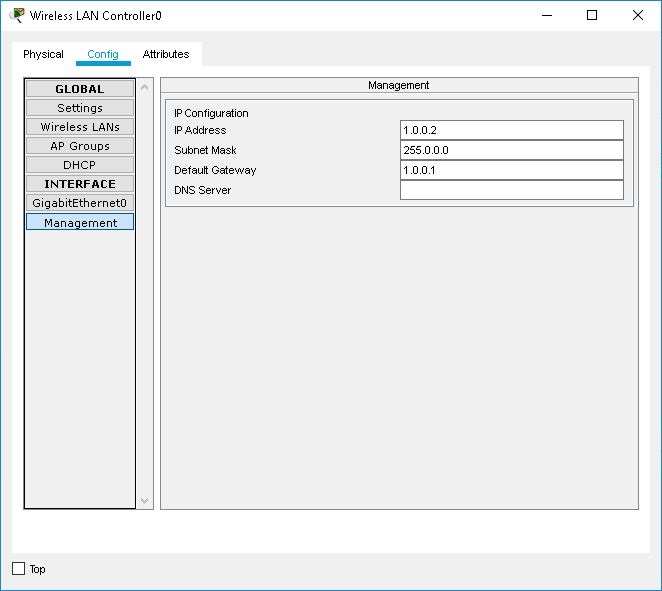 Wireless LAN Controller0
Physical Config Attributes
GLOBAL
Settings
Wireless LANs
AP Groups
DHCP
INTERFACE
GigabitEthernet0
Management
Management
IP Configuration
IP Address 1.0.0.2
Subnet Mask 255.0.0.0
Default Gateway 1.0.0.1
DNS Server
Top